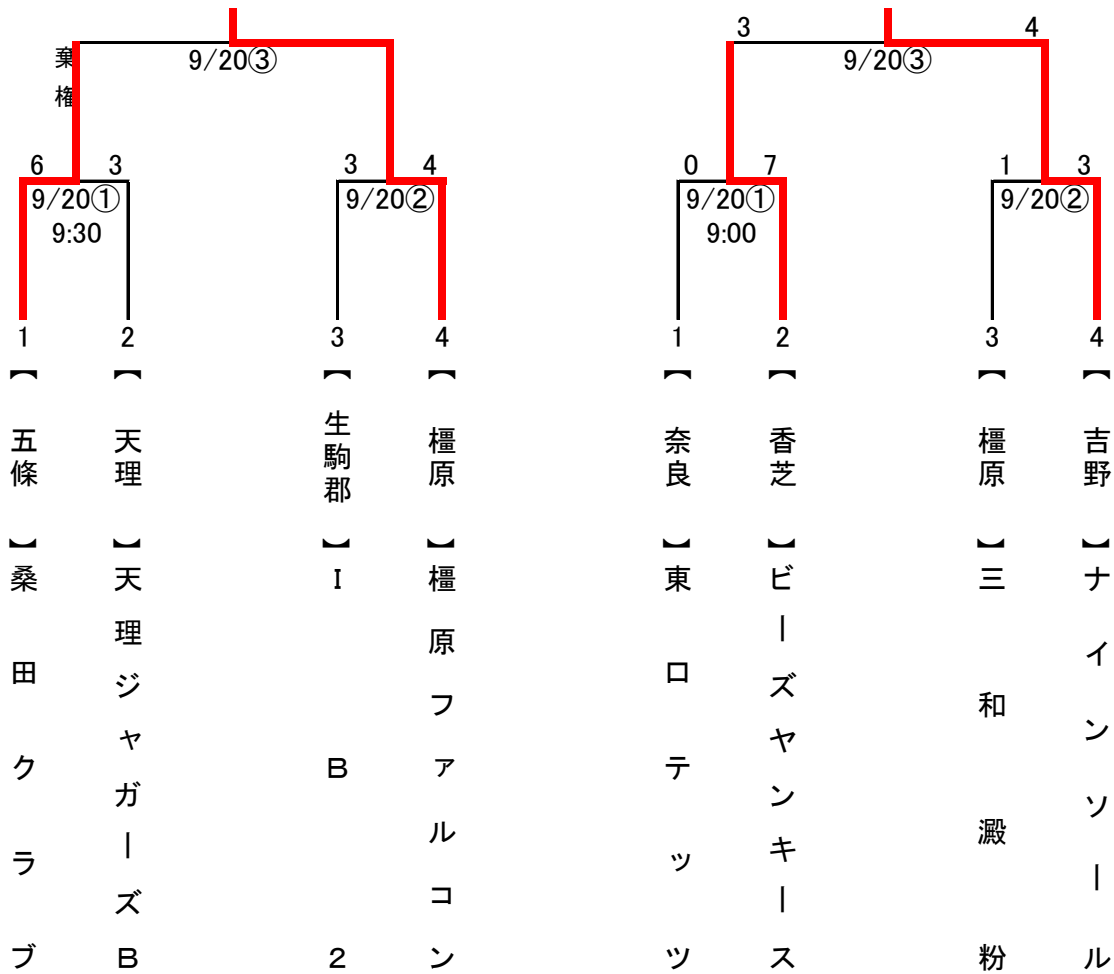 3 4
棄権 9/20③ 9/20③
6 3 3 4 0 7 1 3
9/20① 9/20② 9/20① 9/20②
9:30 9:00
1 2 3 4 1 2 3 4
【五條】桑田クラブ
【天理】天理ジャガーズB
【生駒郡】IB2
【橿原】橿原ファルコン
【奈良】東ロテッツ
【香芝】ビーズヤンキース
【橿原】三和澱粉
【吉野】ナインソール